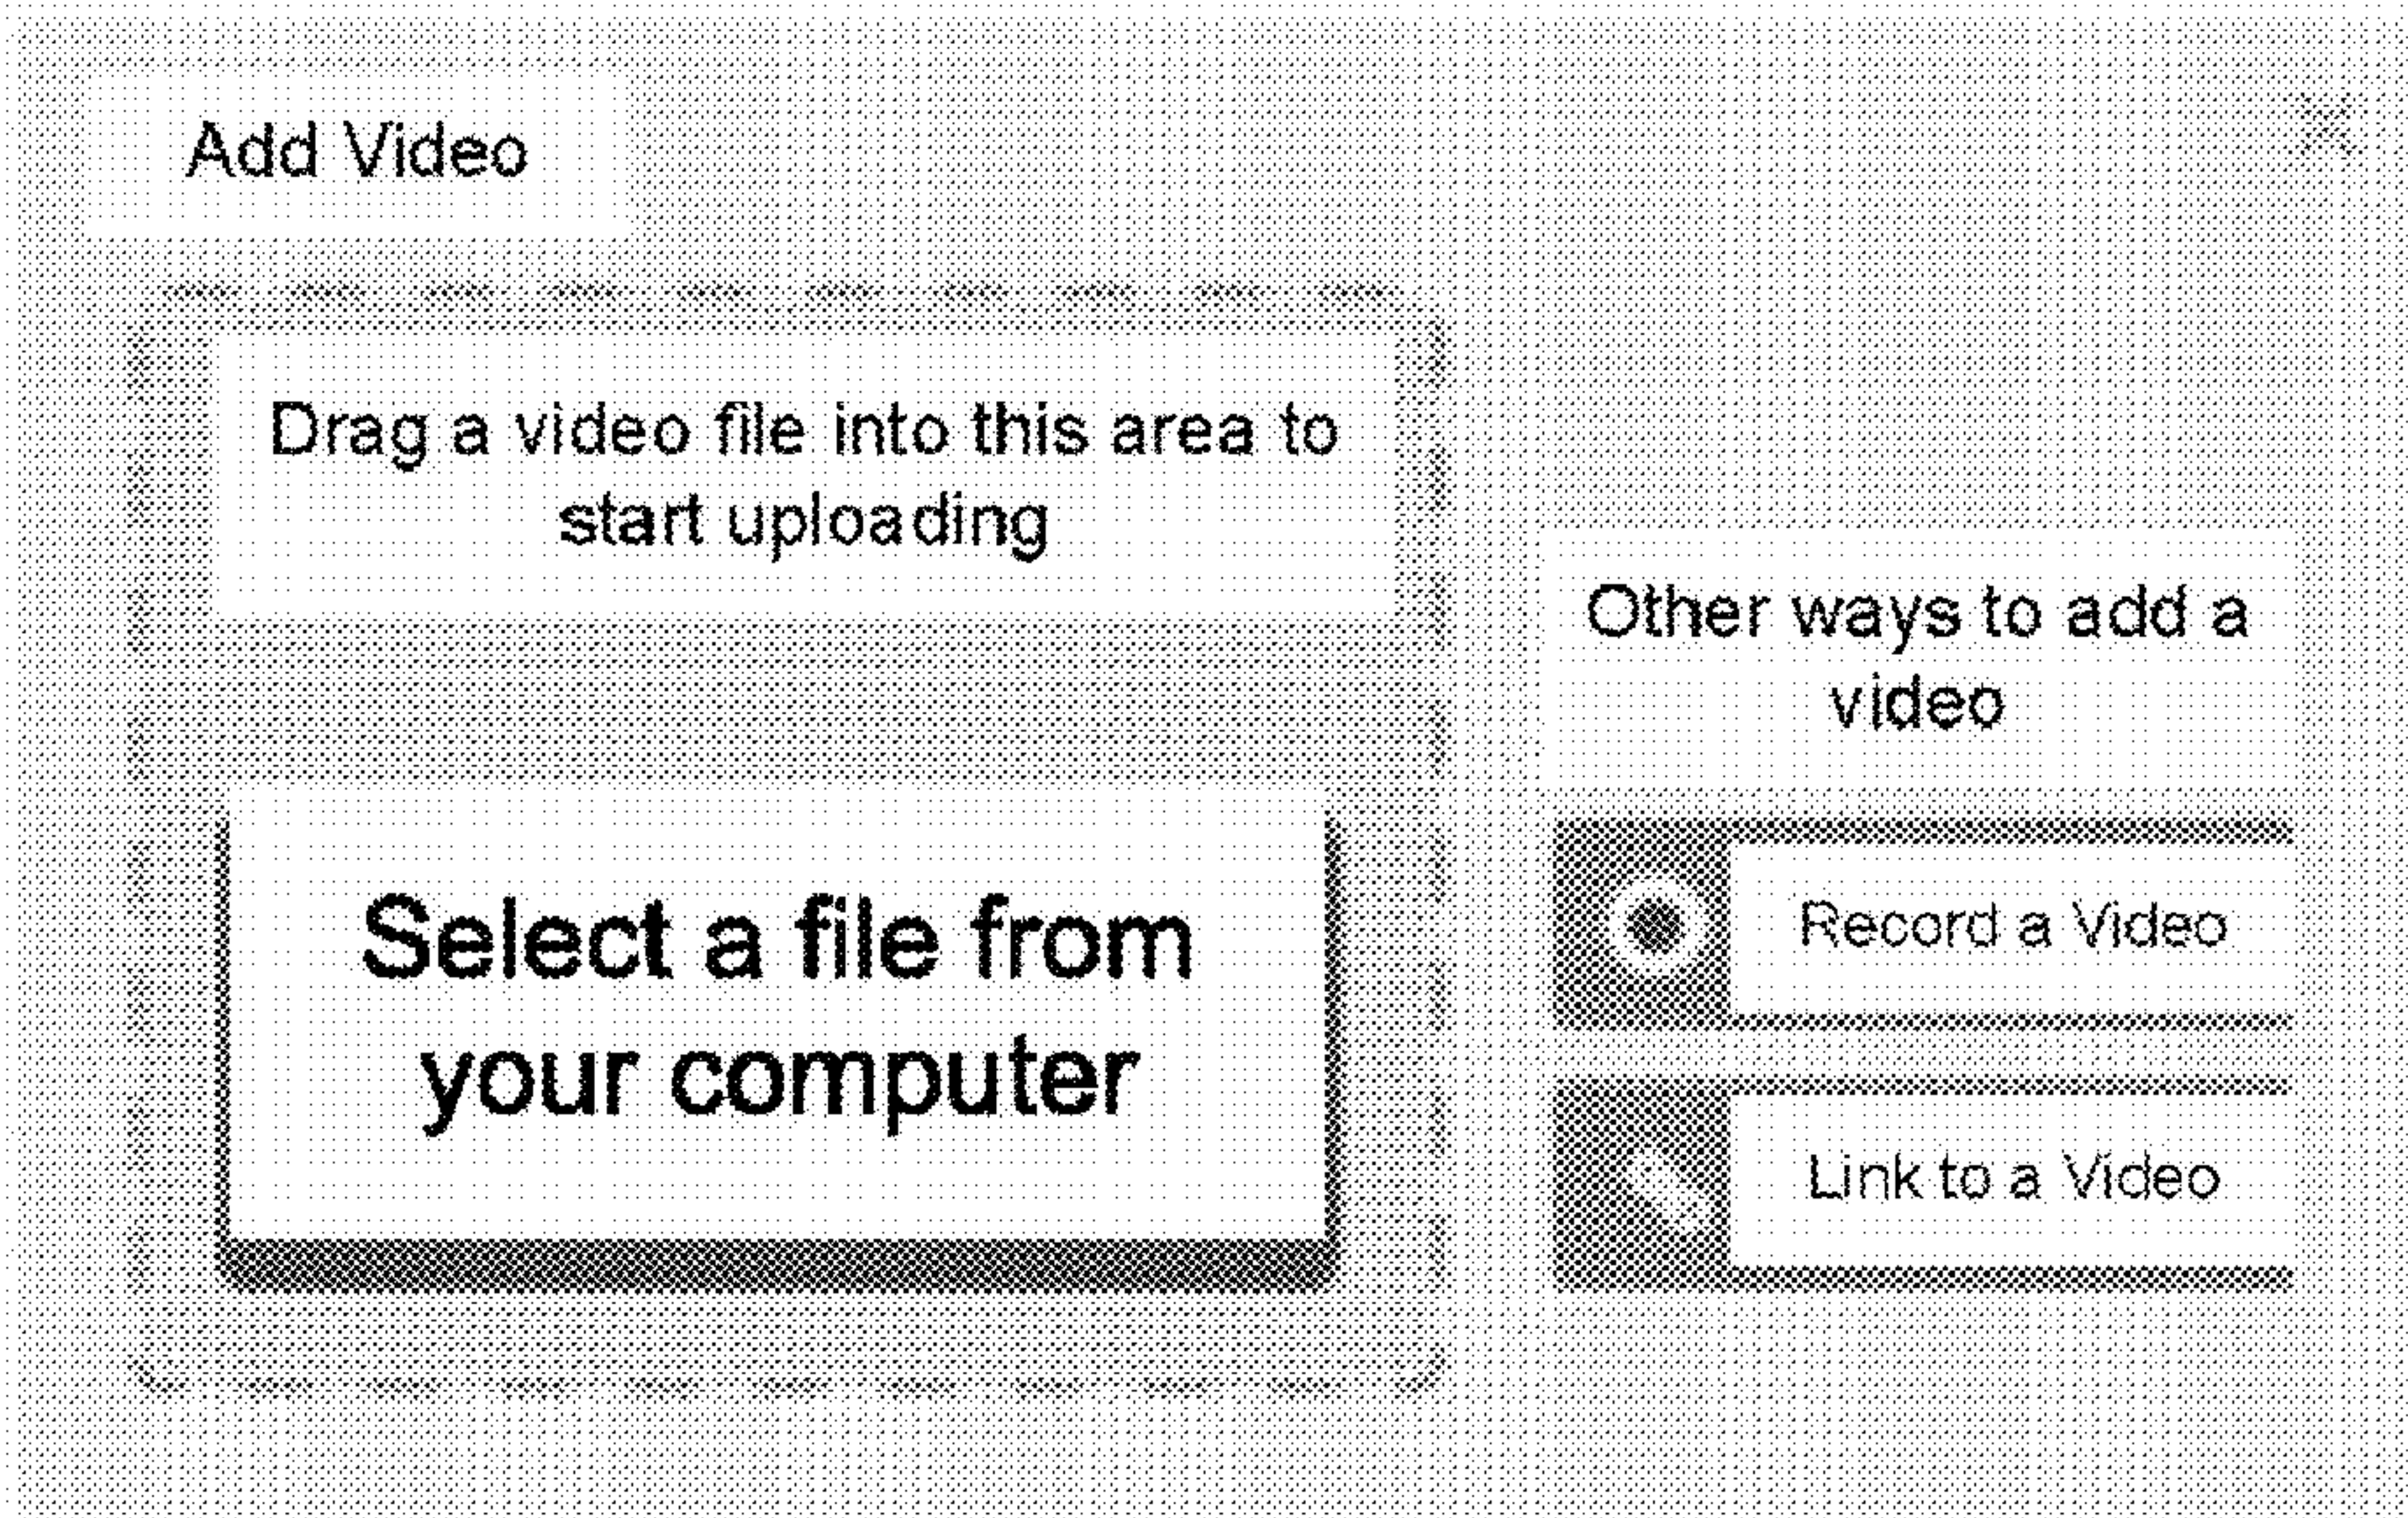 Add Video
Drag a video file into this area to
start uploading
Select a file from
your computer
Other ways to add a
video
Record a Video
Link to a Video